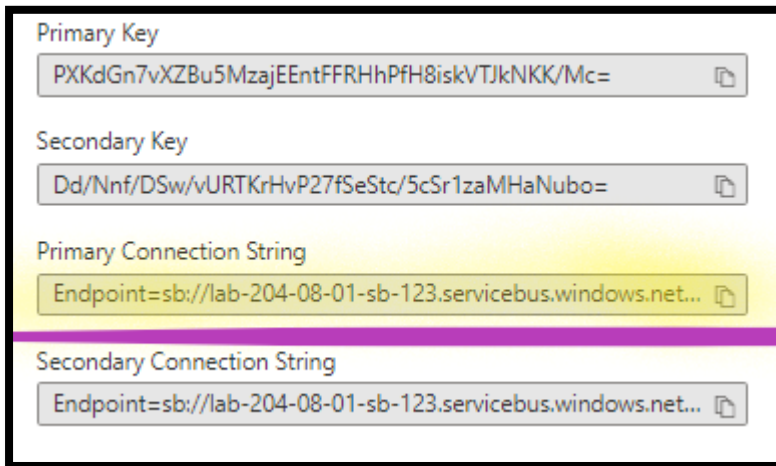 Primary Key
PXKdGn7vXZBu5MzajEEntFFRHhPfH8iskVTJkNKK/Mc=
Secondary Key
Dd/Nnf/DSw/vURTKrHvP27fSeStc/5cSr1zaMHaNubo=
Primary Connection String
Endpoint=sb://lab-204-08-01-sb-123.servicebus.windows.net...
Secondary Connection String
Endpoint=sb://lab-204-08-01-sb-123.servicebus.windows.net...